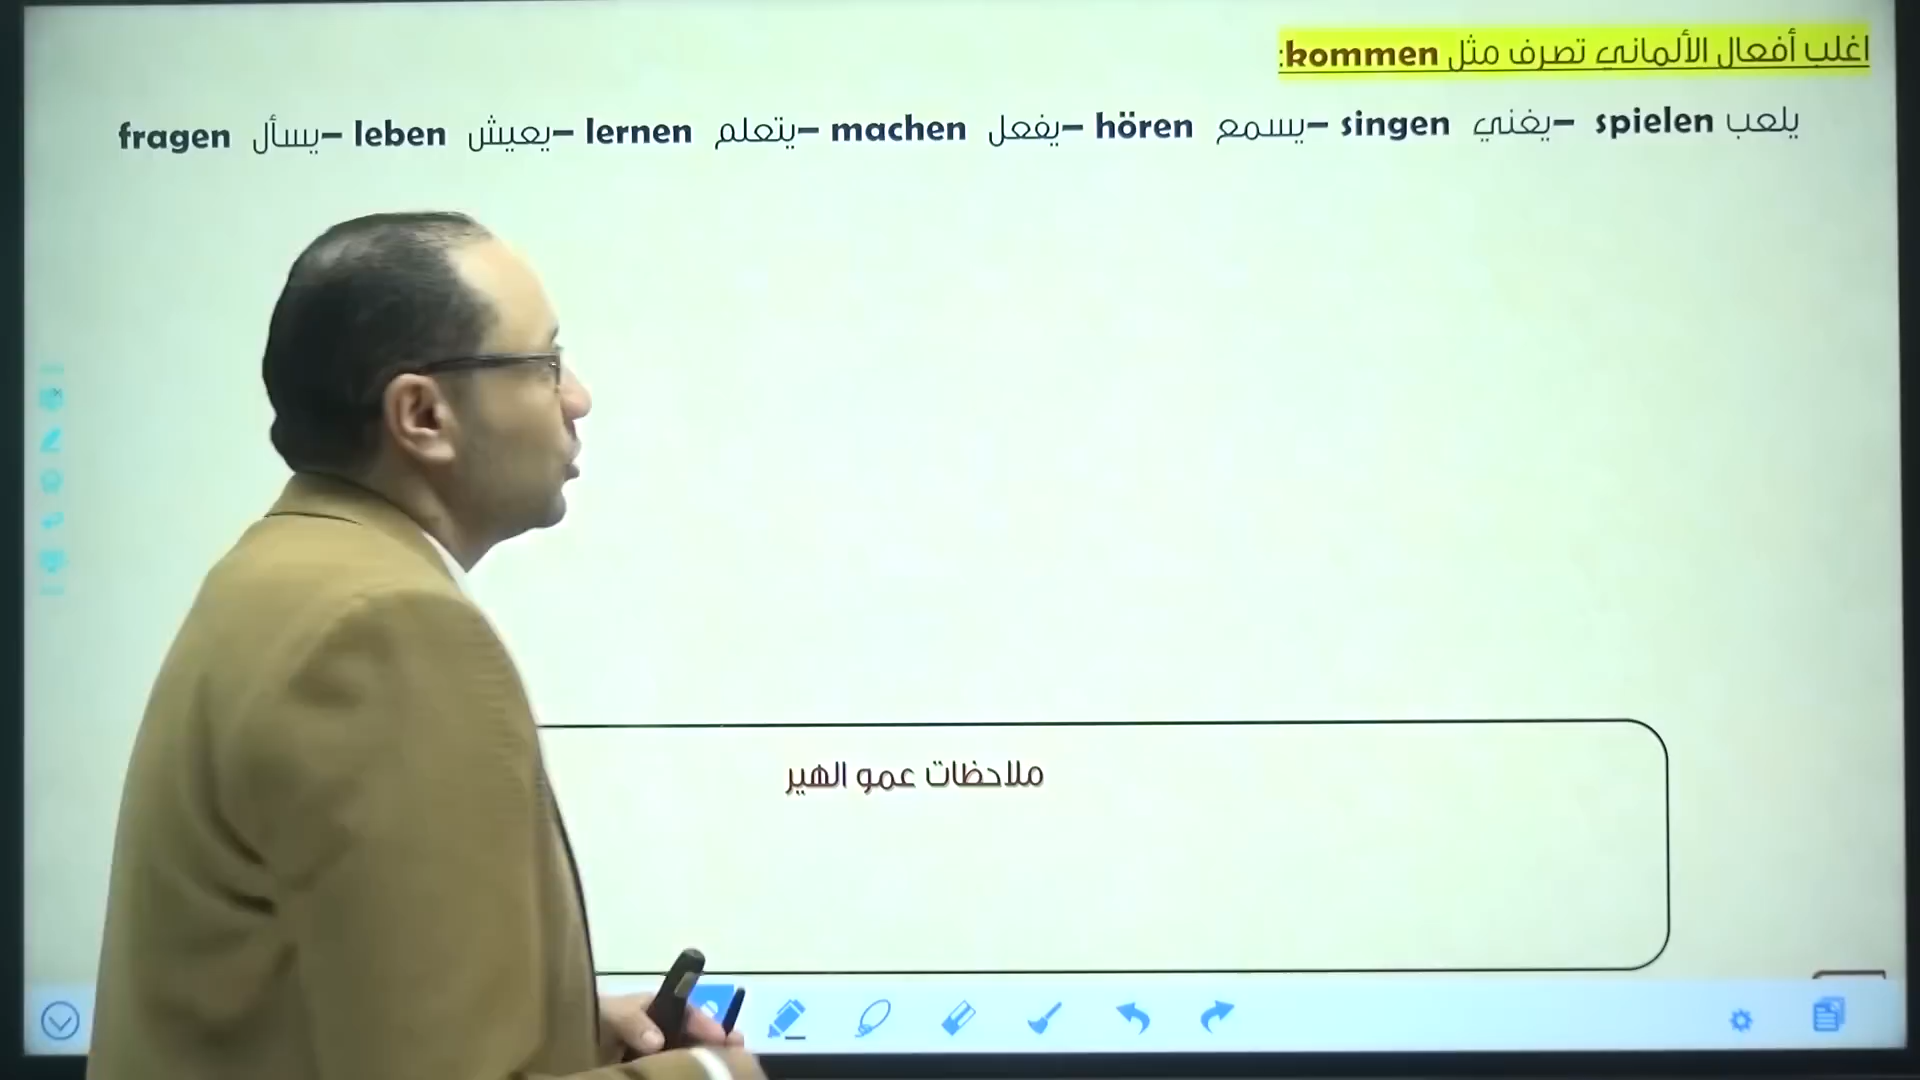 اغلب أفعال الألماني تصرف مثل kommen:
يلعب spielen –يغني singen –يسمع hören –يفعل machen –يتعلم lernen –يعيش leben –يسأل fragen
ملاحظات عمو الهير